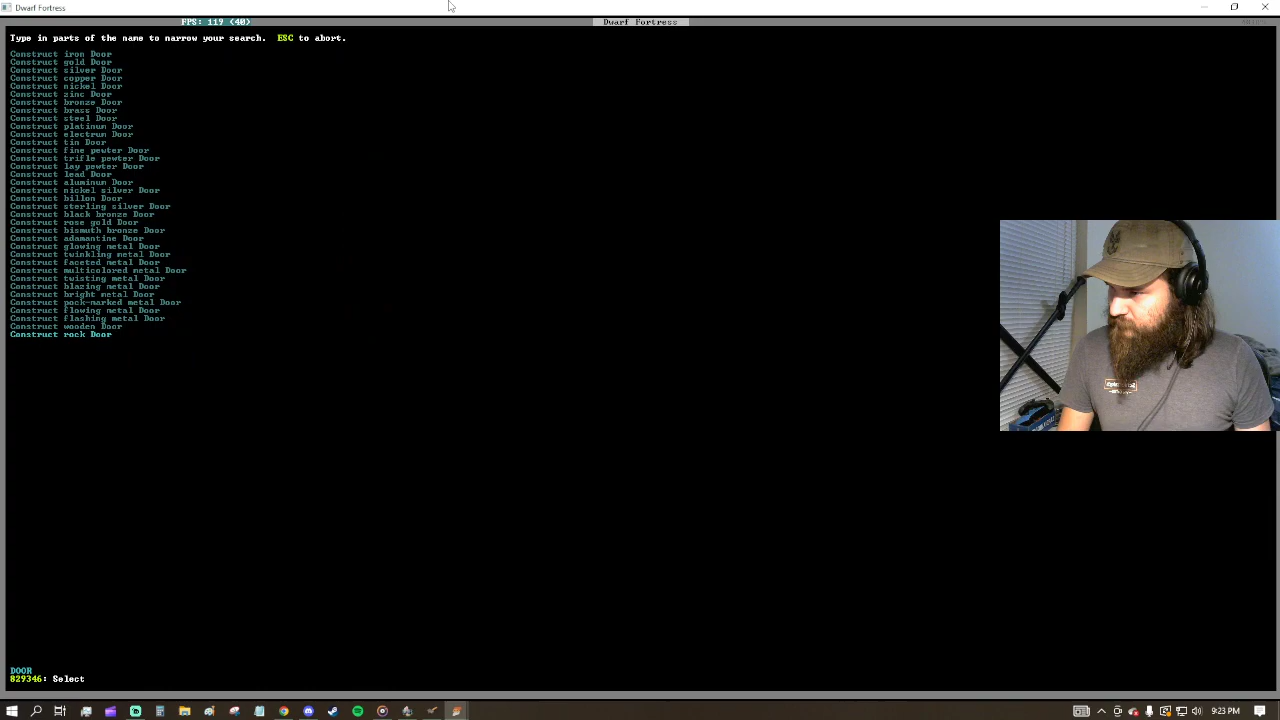 Dwarf Fortress
FPS: 119 (40)
Dwarf Fortress
Type in parts of the name to narrow your search. ESC to abort.
Construct iron Door
Construct gold Door
Construct silver Door
Construct copper Door
Construct nickel Door
Construct zinc Door
Construct bronze Door
Construct brass Door
Construct steel Door
Construct platinum Door
Construct electrum Door
Construct tin Door
Construct fine pewter Door
Construct trifle pewter Door
Construct lay pewter Door
Construct lead Door
Construct aluminum Door
Construct nickel silver Door
Construct billon Door
Construct sterling silver Door
Construct black bronze Door
Construct rose gold Door
Construct bismuth bronze Door
Construct adamantine Door
Construct glowing metal Door
Construct twinkling metal Door
Construct faceted metal Door
Construct multicolored metal Door
Construct twisting metal Door
Construct blazing metal Door
Construct bright metal Door
Construct pock-marked metal Door
Construct flowing metal Door
Construct flashing metal Door
Construct wooden Door
Construct rock Door
DOOR
829346: Select
9:23 PM